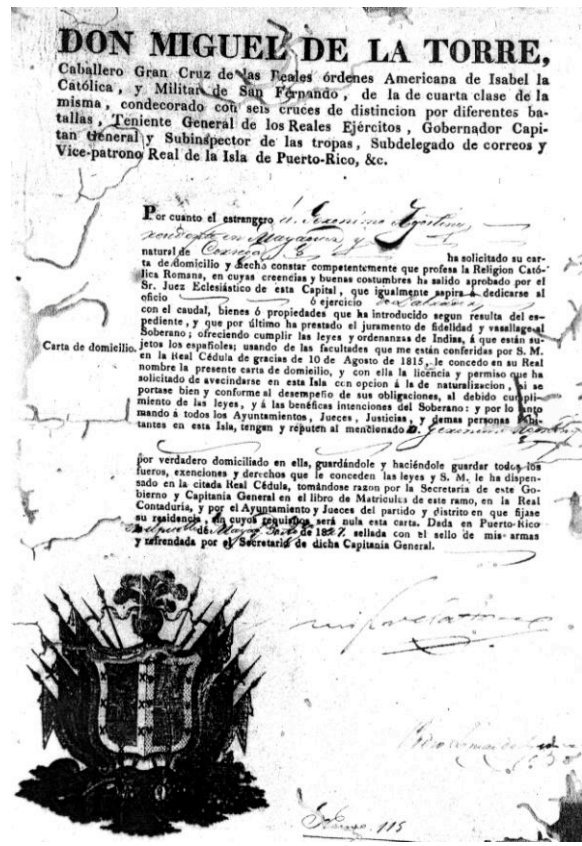 DON MIGUEL DE LA TORRE,
Caballero Gran Cruz de las Reales órdenes Americana de Isabel la
Católica, y Militar de San Fernando, de la de cuarta clase de la
misma, condecorado con seis cruces de distincion por diferentes ba-
tallas, Teniente General de los Reales Ejércitos, Gobernador Capi-
tan General y Subinspector de las tropas, Subdelegado de correos y
Vice-patrono Real de la Isla de Puerto-Rico, &c.
Por cuanto el estrangero
en Mayagüez y
natural de ha solicitado su car-
ta de domicilio y hecho constar competentemente que profesa la Religion Cató-
lica Romana, en cuyas creencias y buenas costumbres ha salido aprobado por el
Sr. Juez Eclesiástico de esta Capital, que igualmente aspira á dedicarse al
oficio ó ejercicio de
con el caudal, bienes ó propiedades que ha introducido segun resulta del es-
pediente, y que por último ha prestado el juramento de fidelidad y vasallage al
Soberano; ofreciendo cumplir las leyes y ordenanzas de Indias, á que están su-
Carta de domicilio. jetos los españoles; usando de las facultades que me están conferidas por S. M.
en la Real Cédula de gracias de 10 de Agosto de 1815, le concedo en su Real
nombre la presente carta de domicilio, y con ella la licencia y permiso que ha
solicitado de avecindarse en esta Isla con opcion á la de naturalizacion, si se
portase bien y conforme al desempeño de sus obligaciones, al debido cumpli-
miento de las leyes, y á las benéficas intenciones del Soberano: y por lo tanto
mando á todos los Ayuntamientos, Jueces, Justicias, y demas personas habi-
tantes en esta Isla, tengan y reputen al mencionado D.
por verdadero domiciliado en ella, guardándole y haciéndole guardar todos los
fueros, exenciones y derechos que le conceden las leyes y S. M. le ha dispen-
sado en la citada Real Cédula, tomándose razon por la Secretaria de este Go-
bierno y Capitanía General en el libro de Matriculas de este ramo, en la Real
Contaduría, y por el Ayuntamiento y Jueces del partido y distrito en que fijase
su residencia, sin cuyos requisitos será nula esta carta. Dada en Puerto-Rico
de Mayo de 1827, sellada con el sello de mis armas
y refrendada por el Secretario de dicha Capitanía General.
115